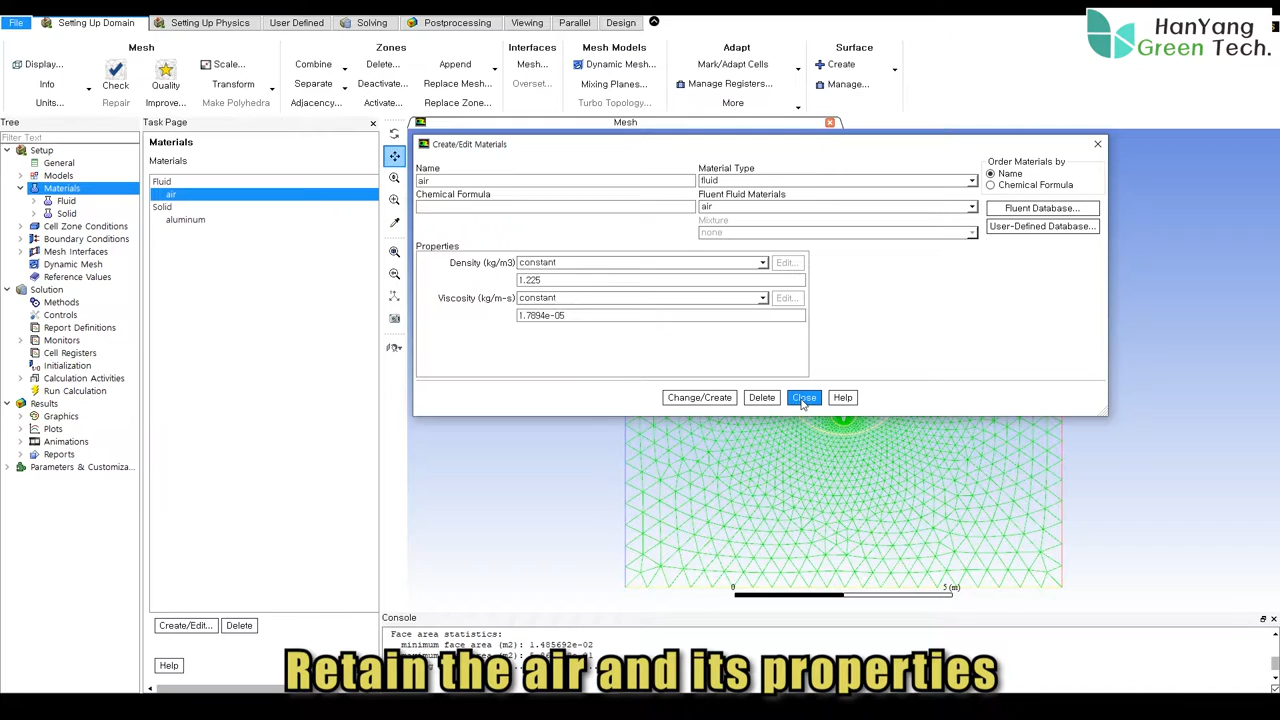 File Setting Up Domain Setting Up Physics User Defined Solving Postprocessing Viewing Parallel Design
HanYang
Green Tech.
Mesh Zones Interfaces Mesh Models Adapt Surface
Display... Scale... Combine Delete... Append Mesh... Dynamic Mesh... Mark/Adapt Cells Create
Info Check Quality Transform Separate Deactivate... Replace Mesh... Overset... Mixing Planes... Manage Registers... Manage...
Units... Repair Improve... Make Polyhedra Adjacency... Activate... Replace Zone... Turbo Topology... More
Tree Task Page Mesh
Filter Text
Setup
General
Models
Materials
Fluid
Solid
Cell Zone Conditions
Boundary Conditions
Mesh Interfaces
Dynamic Mesh
Reference Values
Solution
Methods
Controls
Report Definitions
Monitors
Cell Registers
Initialization
Calculation Activities
Run Calculation
Results
Graphics
Plots
Animations
Reports
Parameters & Customiza...
Materials
Materials
Fluid
air
Solid
aluminum
Create/Edit... Delete
Help
Create/Edit Materials
Name Material Type Order Materials by
air fluid Name
Chemical Formula Fluent Fluid Materials Chemical Formula
air Fluent Database...
Mixture User-Defined Database...
none
Properties
Density (kg/m3) constant Edit...
1.225
Viscosity (kg/m-s) constant Edit...
1.7894e-05
Change/Create Delete Close Help
0 5 (m)
Console
Face area statistics:
minimum face area (m2): 1.485692e-02
Retain the air and its properties